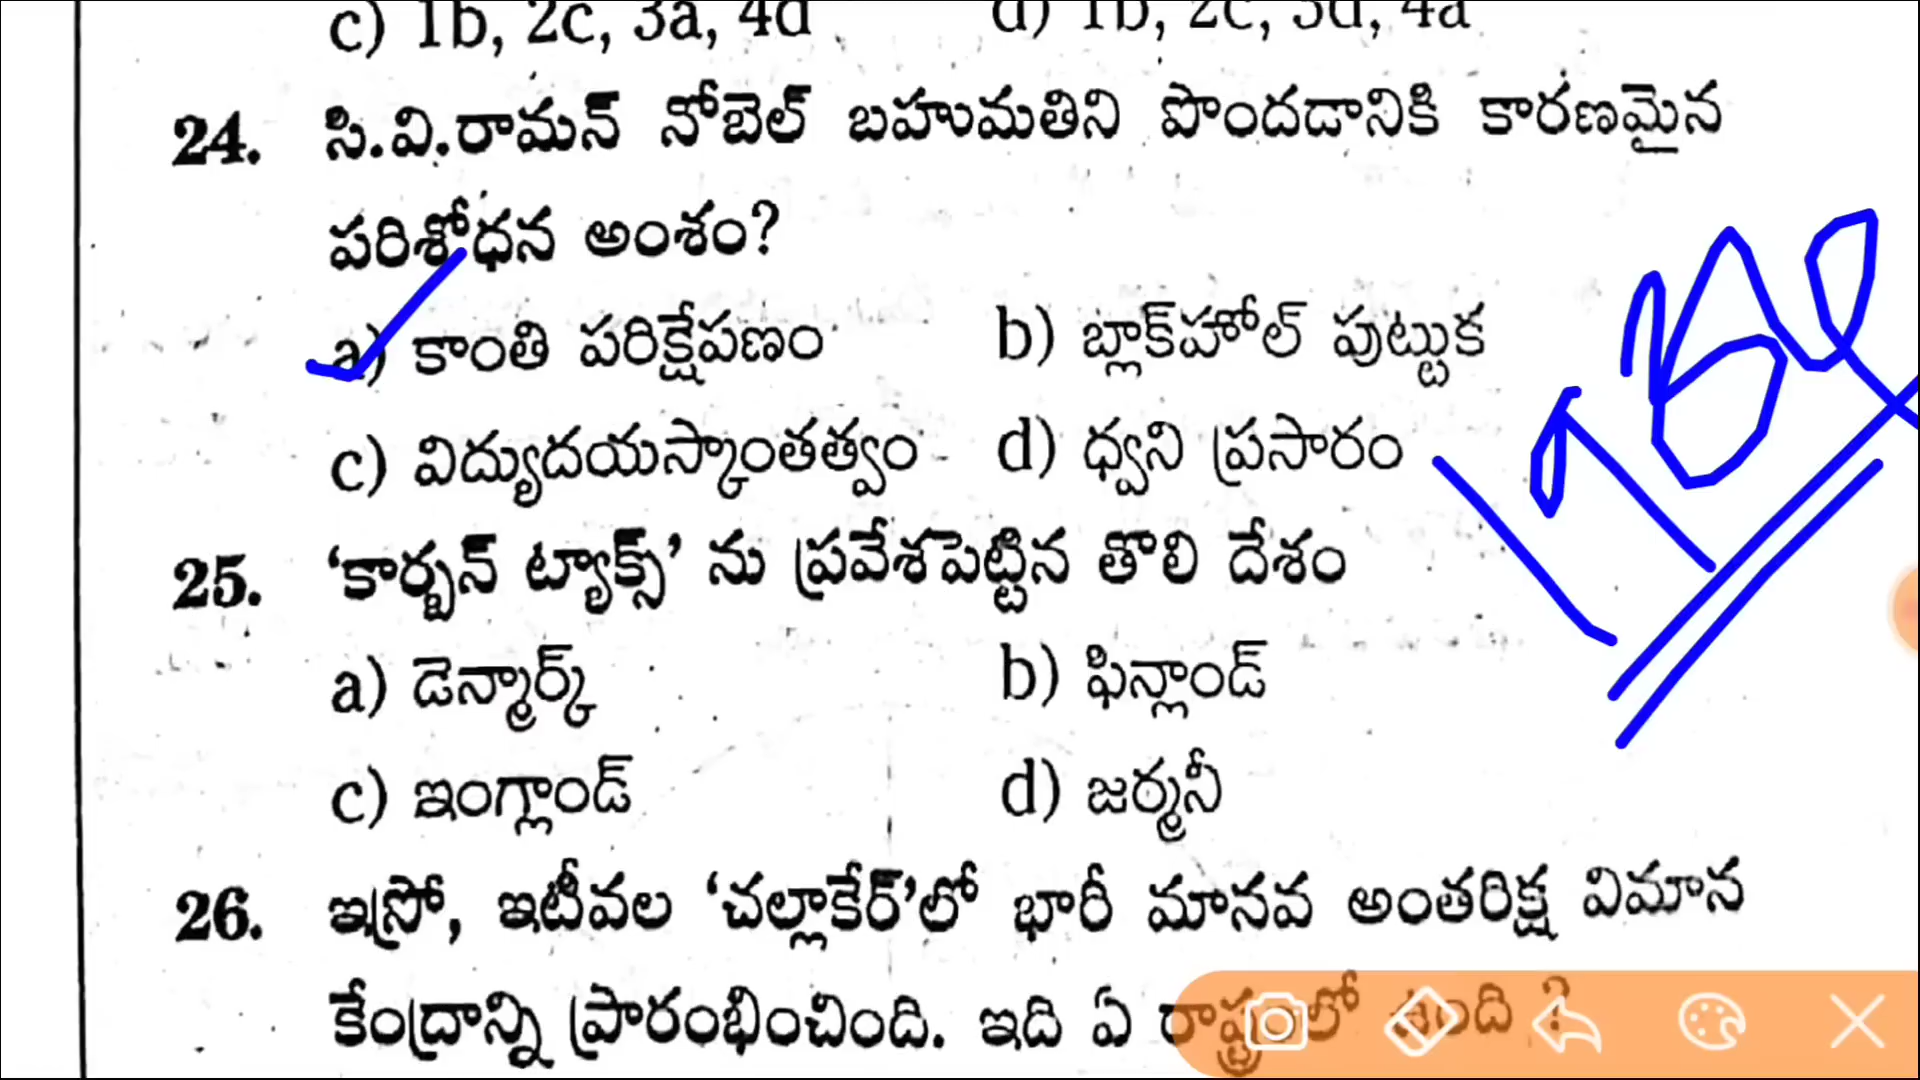 c) 1b, 2c, 3a, 4d d) 1b, 2c, 3d, 4a
24. సి.వి.రామన్ నోబెల్ బహుమతిని పొందడానికి కారణమైన
పరిశోధన అంశం?
a) కాంతి పరిక్షేపణం b) బ్లాక్‌హోల్ పుట్టుక
c) విద్యుదయస్కాంతత్వం d) ధ్వని ప్రసారం
1930
25. 'కార్బన్ ట్యాక్స్' ను ప్రవేశపెట్టిన తొలి దేశం
a) డెన్మార్క్ b) ఫిన్లాండ్
c) ఇంగ్లాండ్ d) జర్మనీ
26. ఇస్రో, ఇటీవల 'చల్లాకేర్'లో భారీ మానవ అంతరిక్ష విమాన
కేంద్రాన్ని ప్రారంభించింది. ఇది ఏ రాష్ట్రంలో ఉంది ?